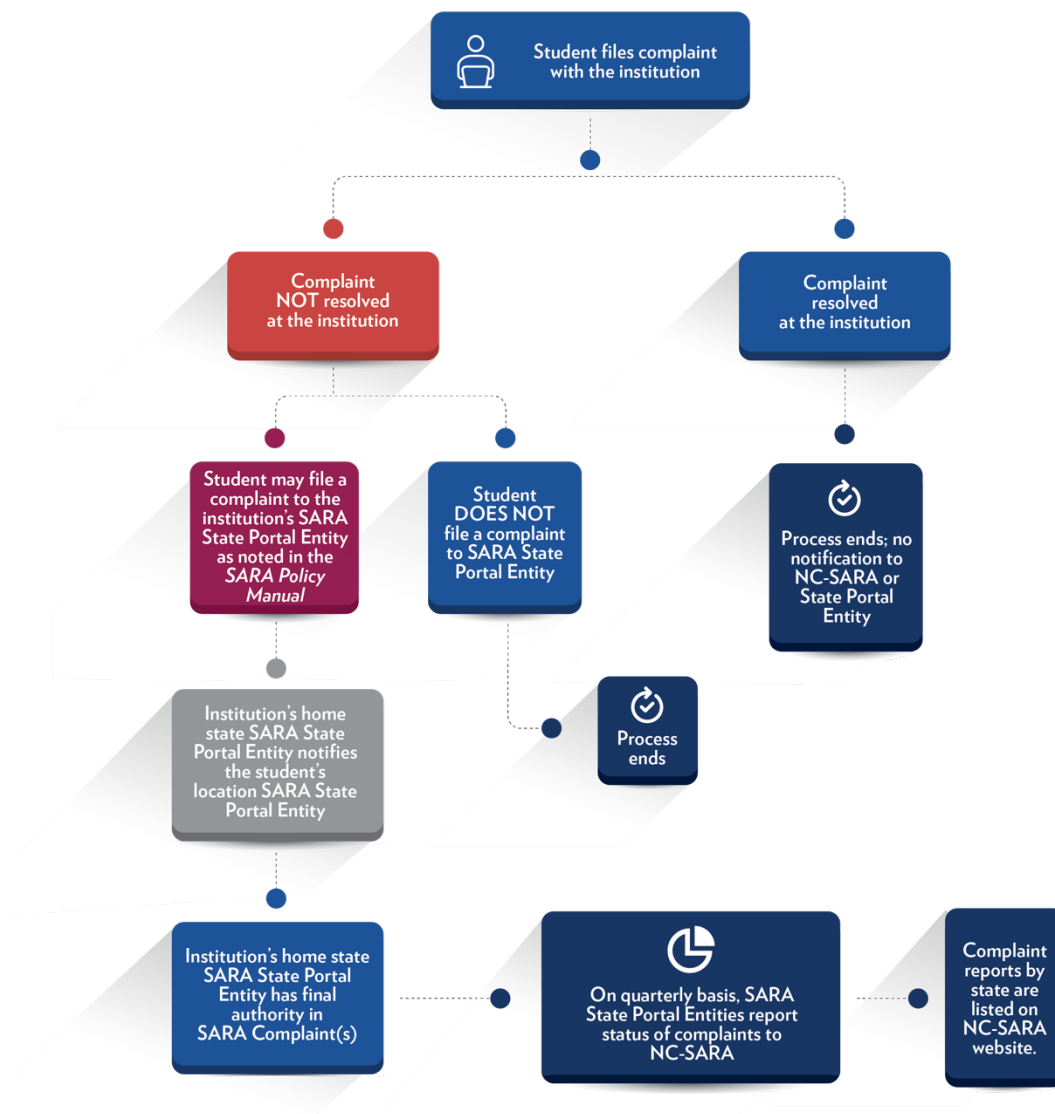 Student files complaint
with the institution
Complaint
NOT resolved
at the institution
Complaint
resolved
at the institution
Student may file a
complaint to the
institution's SARA
State Portal Entity
as noted in the
SARA Policy
Manual
Student
DOES NOT
file a complaint
to SARA State
Portal Entity
Process ends; no
notification to
NC-SARA or
State Portal
Entity
Institution's home
state SARA State
Portal Entity notifies
the student's
location SARA State
Portal Entity
Process
ends
Institution's home state
SARA State Portal
Entity has final
authority in
SARA Complaint(s)
On quarterly basis, SARA
State Portal Entities report
status of complaints to
NC-SARA
Complaint
reports by
state are
listed on
NC-SARA
website.